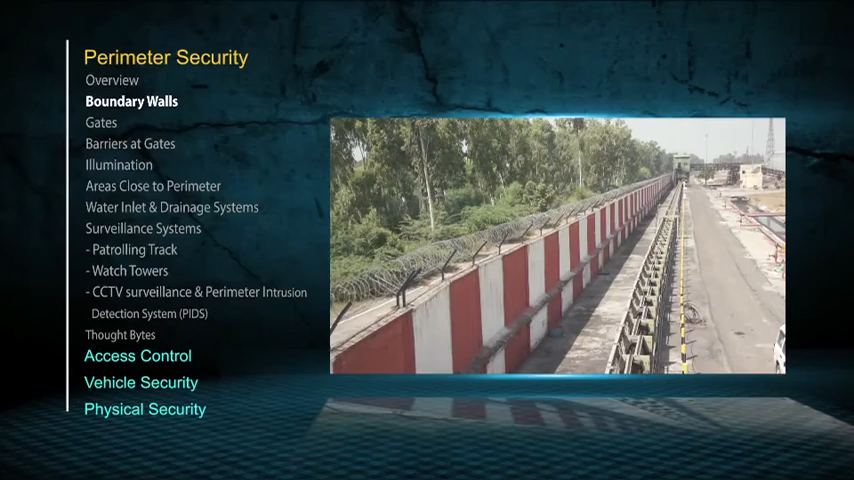 Perimeter Security
Overview
Boundary Walls
Gates
Barriers at Gates
Illumination
Areas Close to Perimeter
Water Inlet & Drainage Systems
Surveillance Systems
- Patrolling Track
- Watch Towers
- CCTV surveillance & Perimeter Intrusion
Detection System (PIDS)
Thought Bytes
Access Control
Vehicle Security
Physical Security